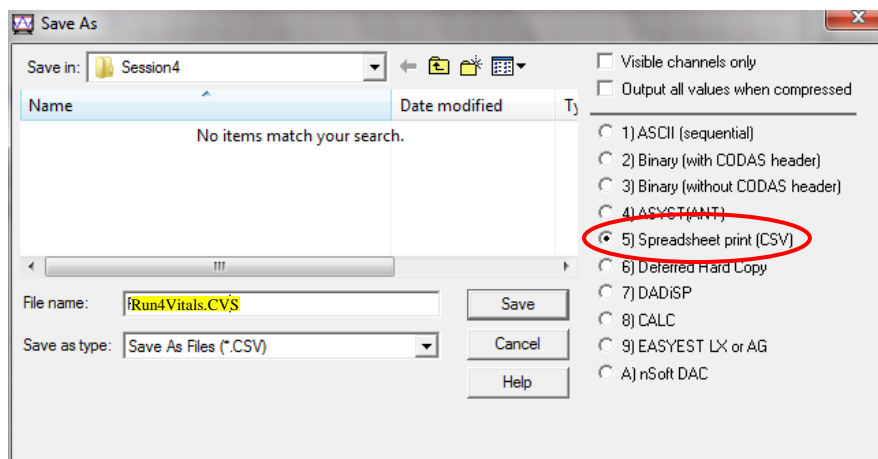 Save As
X
Save in: Session4
Name Date modified Ty
No items match your search.
File name: Run4Vitals.CVS
Save as type: Save As Files (*.CSV)
Save
Cancel
Help
Visible channels only
Output all values when compressed
1) ASCII (sequential)
2) Binary (with CODAS header)
3) Binary (without CODAS header)
4) ASYST(ANT)
5) Spreadsheet print (CSV)
6) Deferred Hard Copy
7) DADiSP
8) CALC
9) EASYEST LX or AG
A) nSoft DAC